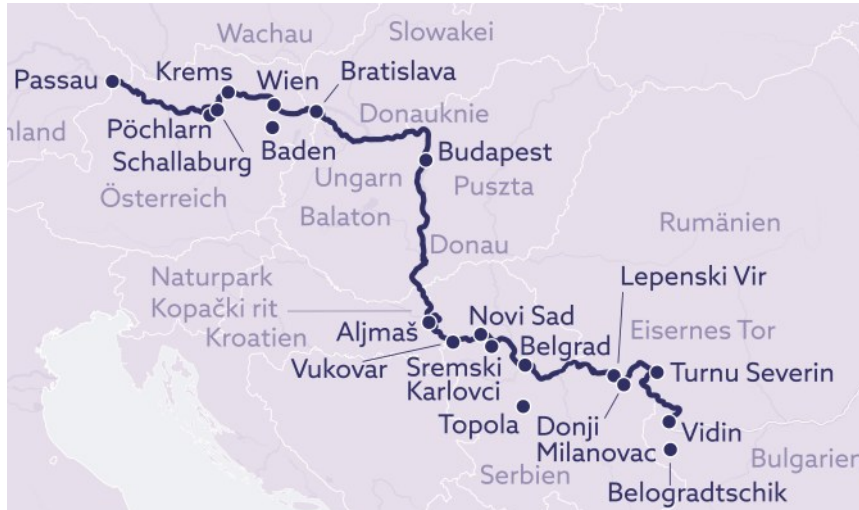 Wachau
Slowakei
Passau
Krems
Wien
Bratislava
Donauknie
nland
Pöchlarn
Schallaburg
Baden
Budapest
Ungarn
Puszta
Österreich
Balaton
Rumänien
Donau
Naturpark
Kopački rit
Lepenski Vir
Kroatien
Aljmaš
Novi Sad
Eisernes Tor
Vukovar
Sremski
Karlovci
Belgrad
Turnu Severin
Topola
Donji
Milanovac
Vidin
Serbien
Bulgarien
Belogradtschik